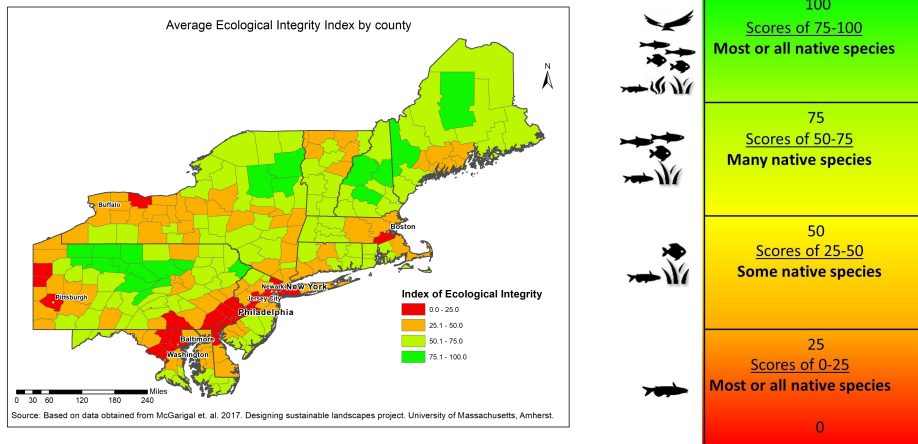 Average Ecological Integrity Index by county
N
Buffalo
Boston
Pittsburgh
Newark New York
Jersey City
Philadelphia
Baltimore
Washington
Index of Ecological Integrity
0.0 - 25.0
25.1 - 50.0
50.1 - 75.0
75.1 - 100.0
Miles
0 30 60 120 180 240
Source: Based on data obtained from McGarigal et. al. 2017. Designing sustainable landscapes project. University of Massachusetts, Amherst.
100
Scores of 75-100
Most or all native species
75
Scores of 50-75
Many native species
50
Scores of 25-50
Some native species
25
Scores of 0-25
Most or all native species
0